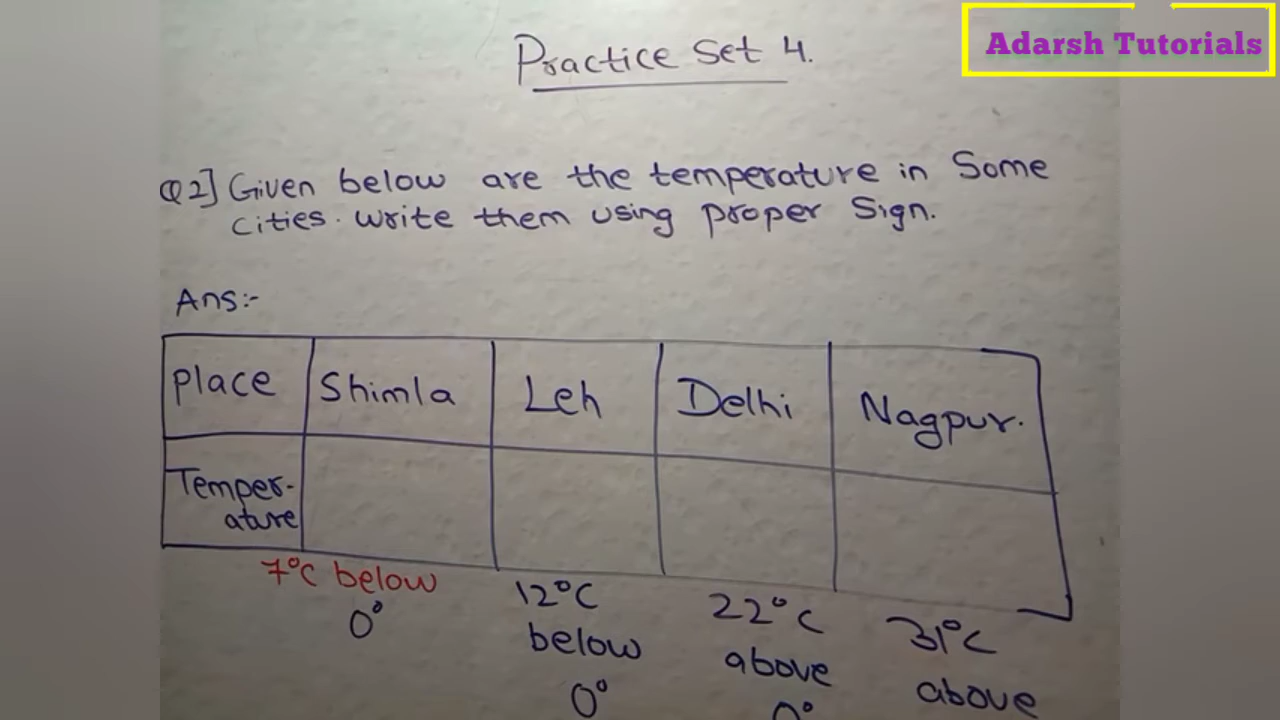 Adarsh Tutorials
Practice Set 4.
Q2] Given below are the temperature in Some
cities. write them using proper Sign.
Ans:-
Place Shimla Leh Delhi Nagpur.
Temper-
ature
7°C below
0°
12°C
below
0°
22°C
above
0°
31°C
above